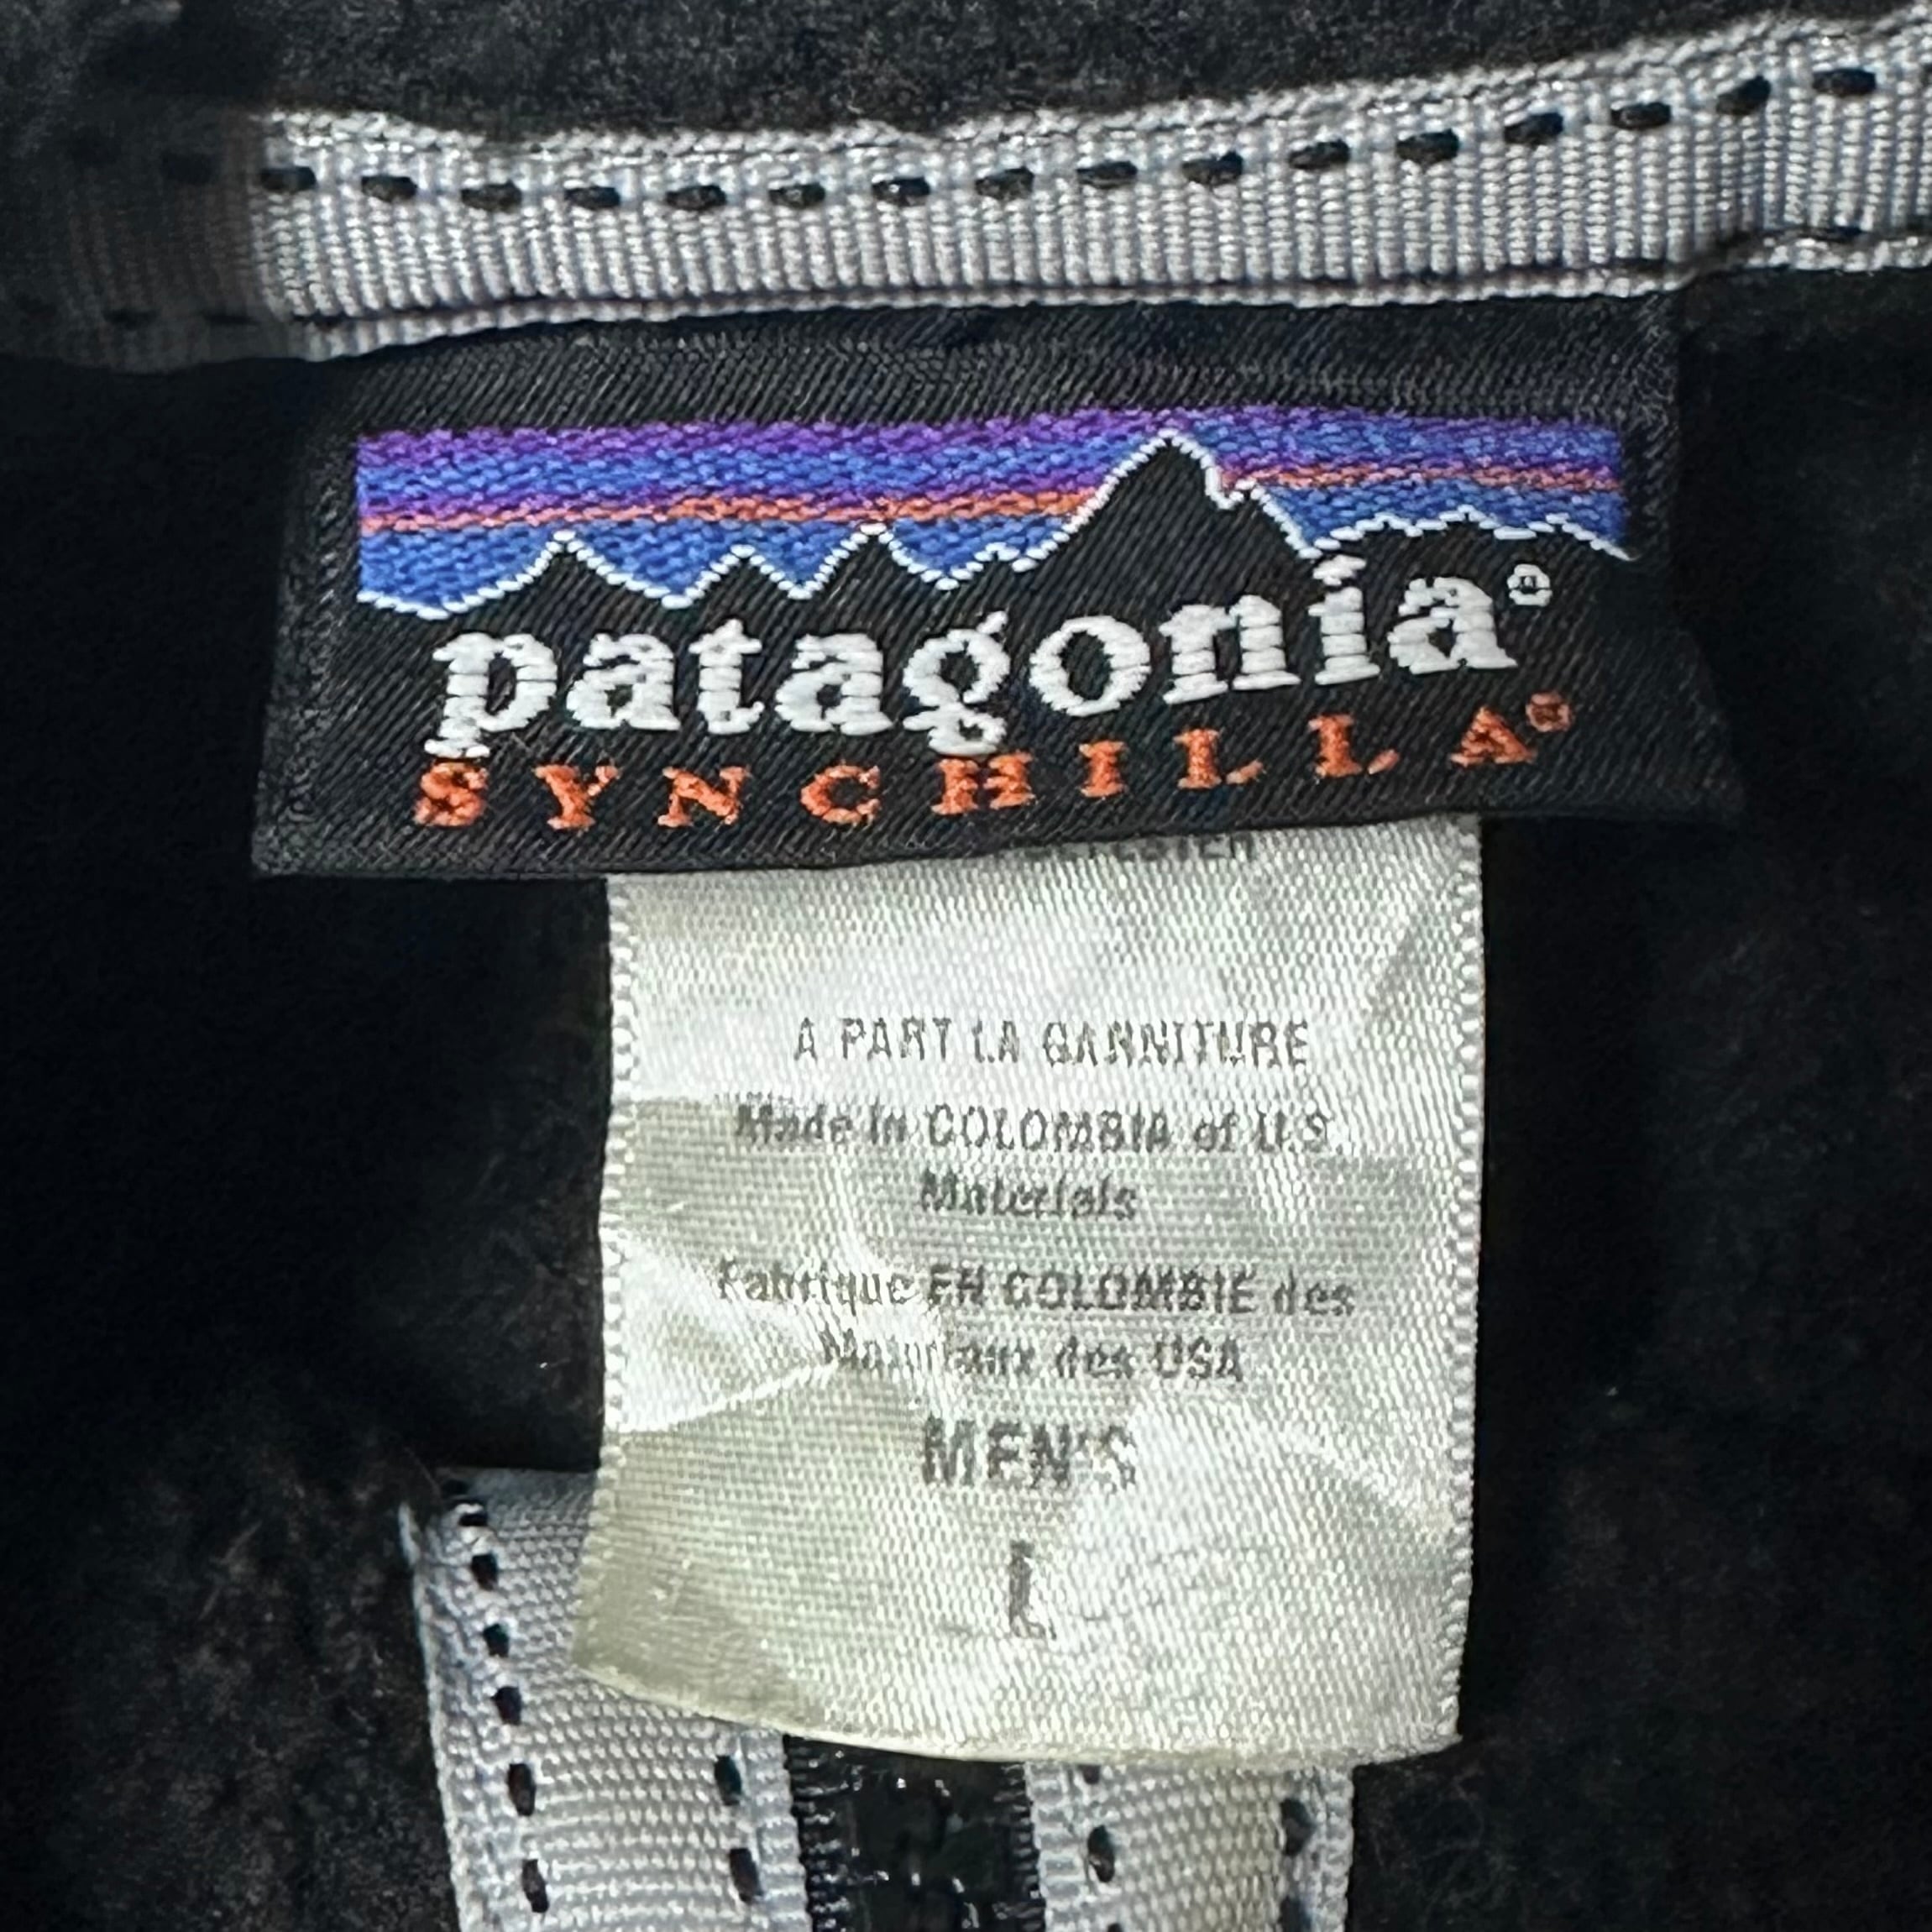 patagonia®
SYNCHILLA®
A PART LA GARNITURE
Made in COLOMBIA of U.S.
Materials
Fabrique EN COLOMBIE des
Materiaux des USA
MEN'S
L